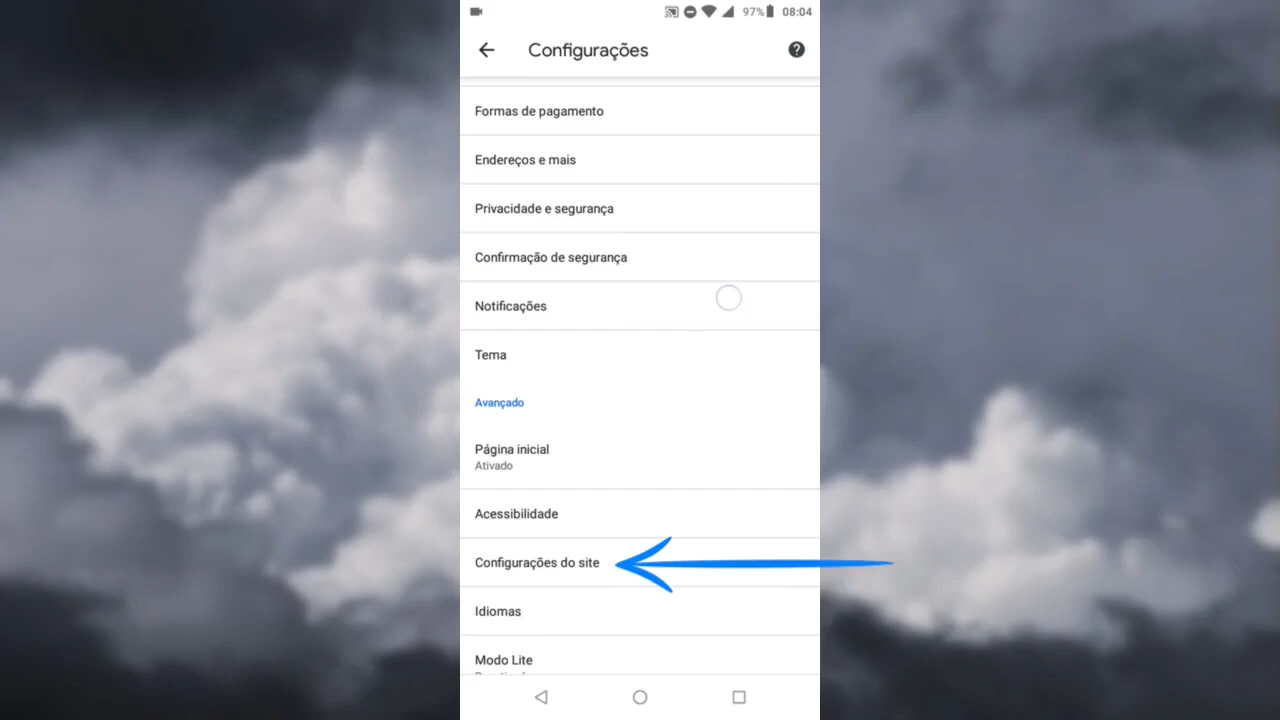 97% 08:04
Configurações
Formas de pagamento
Endereços e mais
Privacidade e segurança
Confirmação de segurança
Notificações
Tema
Avançado
Página inicial
Ativado
Acessibilidade
Configurações do site
Idiomas
Modo Lite